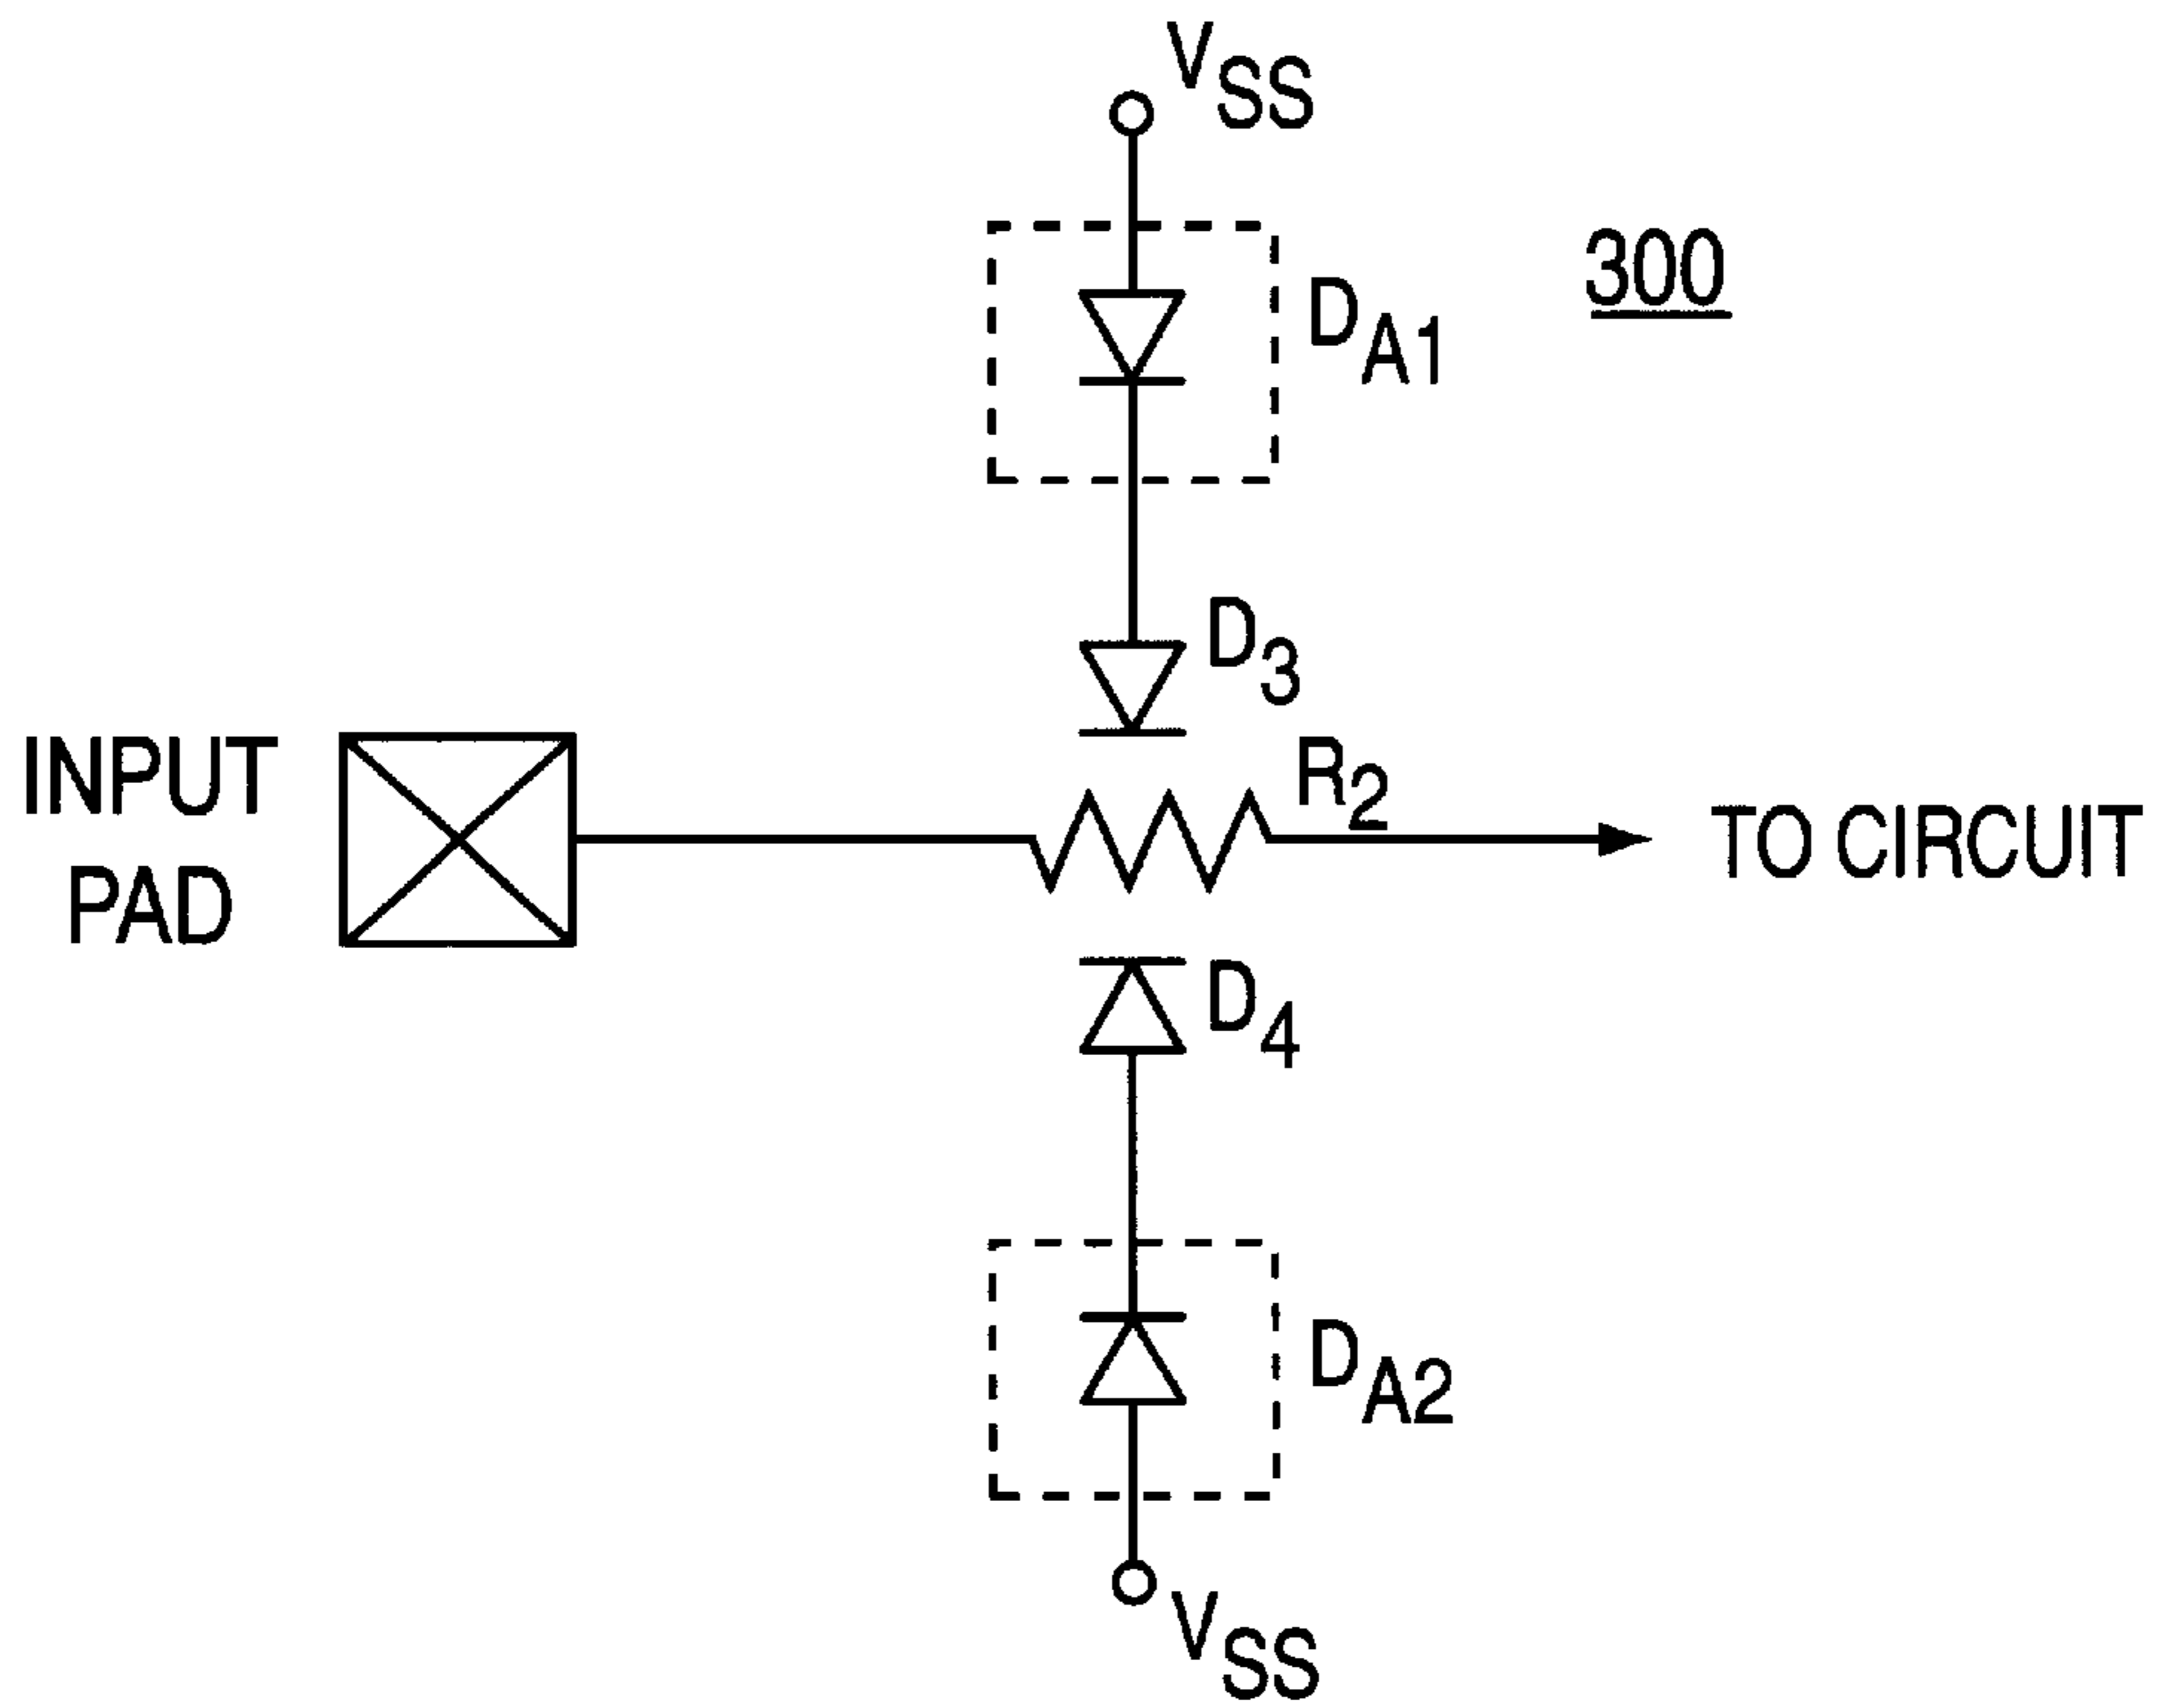 VSS
300
DA1
D3
R2
INPUT
PAD
TO CIRCUIT
D4
DA2
VSS